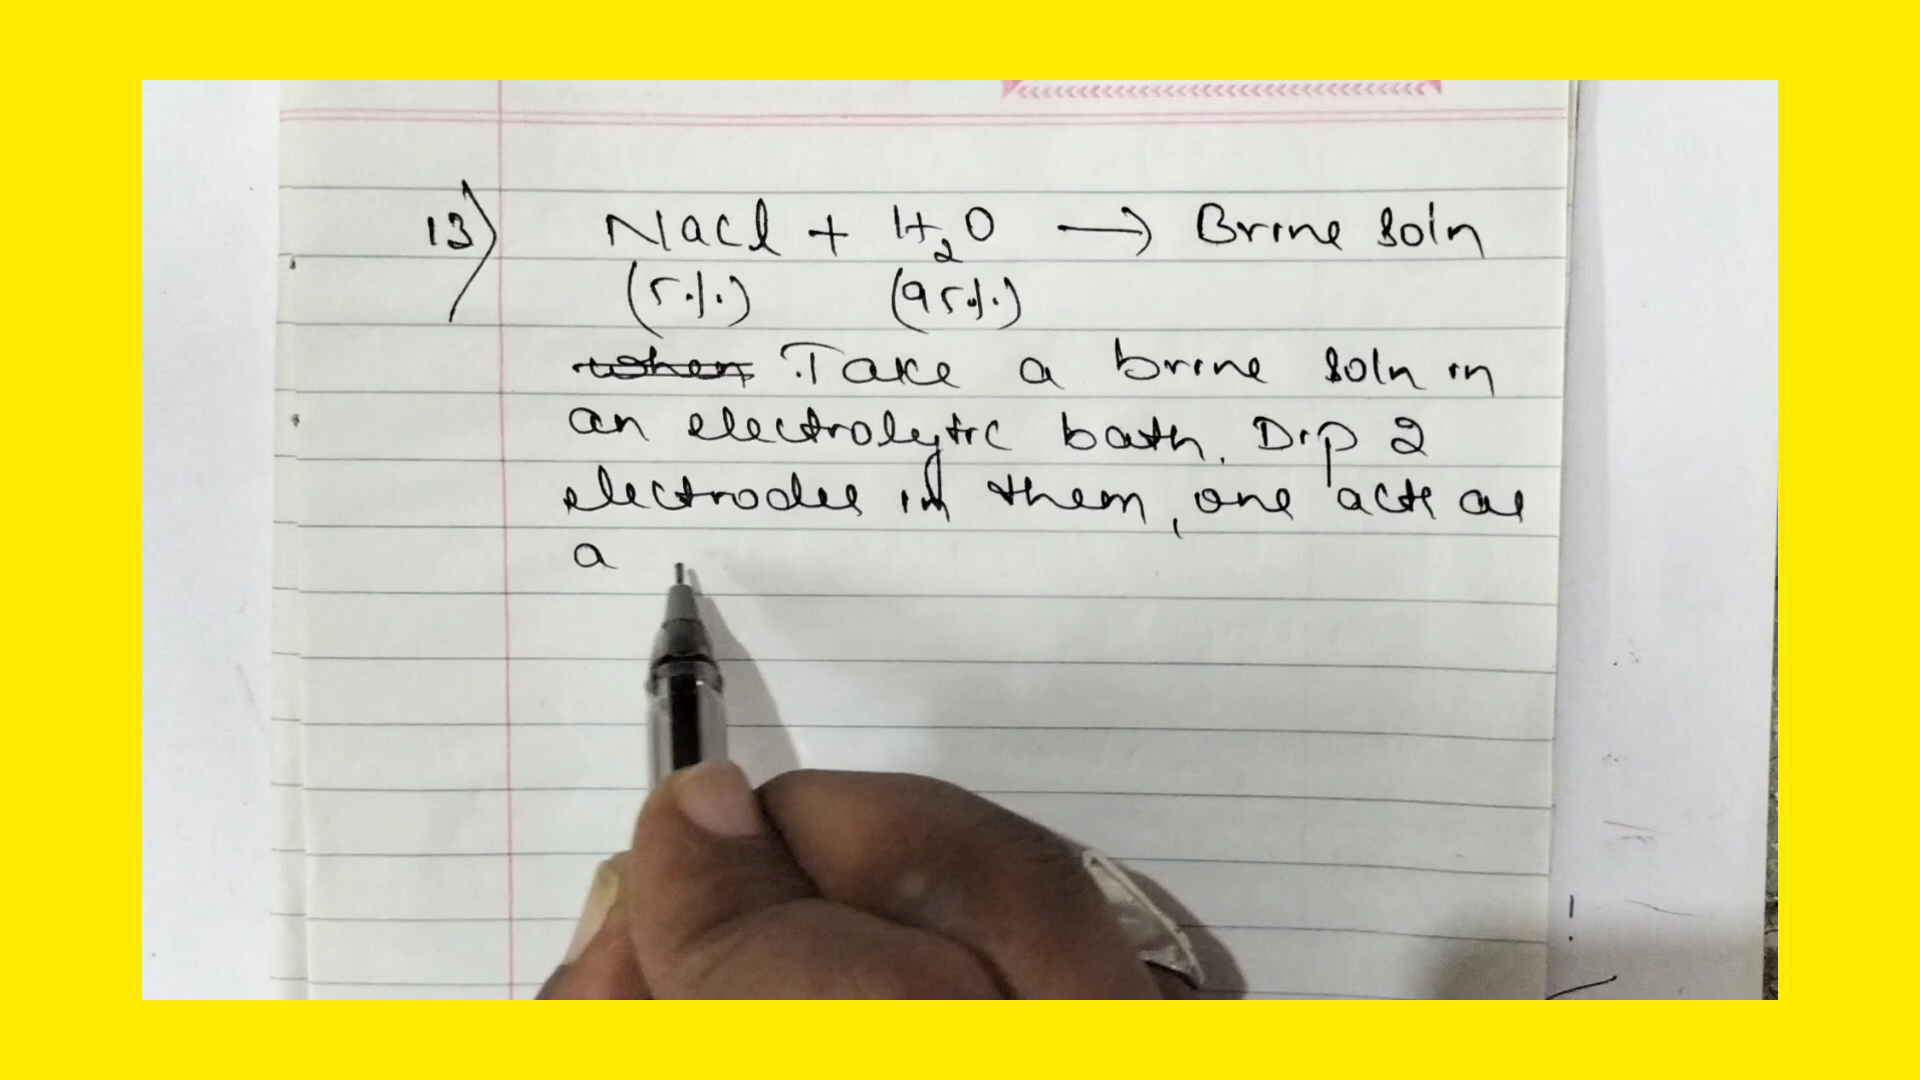 13) NaCl + H₂O → Brine soln
(5%) (95%)
when Take a brine soln in
an electrolytic bath. Dip 2
electrodes in them, one acts as
a